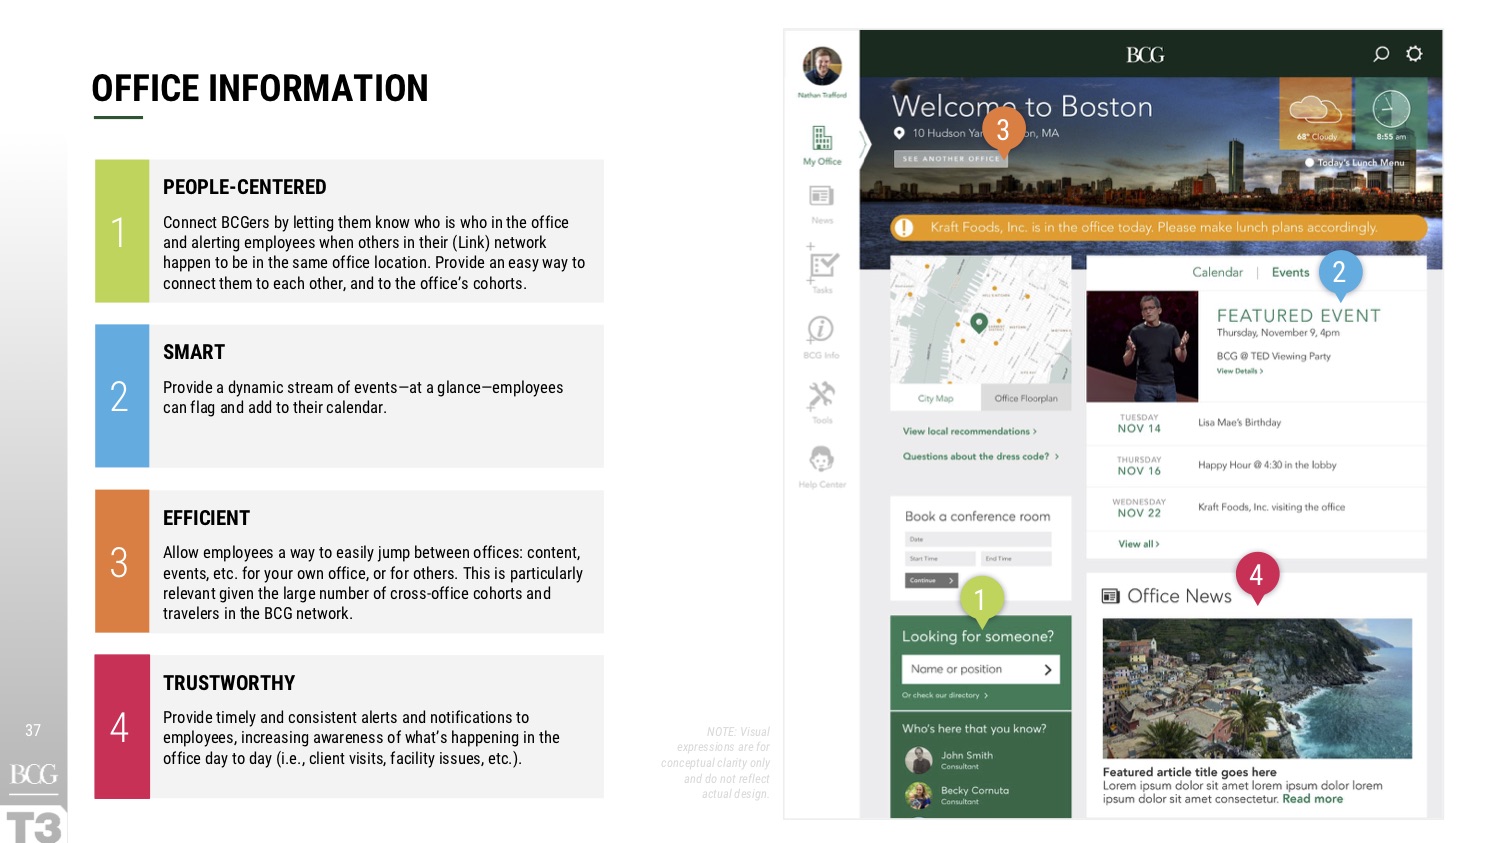 OFFICE INFORMATION
1
PEOPLE-CENTERED
Connect BCGers by letting them know who is who in the office
and alerting employees when others in their (Link) network
happen to be in the same office location. Provide an easy way to
connect them to each other, and to the office's cohorts.
2
SMART
Provide a dynamic stream of events—at a glance—employees
can flag and add to their calendar.
3
EFFICIENT
Allow employees a way to easily jump between offices: content,
events, etc. for your own office, or for others. This is particularly
relevant given the large number of cross-office cohorts and
travelers in the BCG network.
4
TRUSTWORTHY
Provide timely and consistent alerts and notifications to
employees, increasing awareness of what's happening in the
office day to day (i.e., client visits, facility issues, etc.).
37
BCG
T3
NOTE: Visual
expressions are for
conceptual clarity only
and do not reflect
actual design.
Nathan Trafford
My Office
News
Tasks
BCG Info
Tools
Help Center
BCG
Welcome to Boston
3
10 Hudson MA
SEE ANOTHER OFFICE
68° Cloudy
8:55 am
Today's Lunch Menu
Kraft Foods, Inc. is in the office today. Please make lunch plans accordingly.
City Map
Office Floorplan
View local recommendations >
Questions about the dress code? >
Book a conference room
Date
Start Time
End Time
Continue >
1
Looking for someone?
Name or position
Or check our directory >
Who's here that you know?
John Smith
Consultant
Becky Cornuta
Consultant
Calendar | Events
2
FEATURED EVENT
Thursday, November 9, 4pm
BCG @ TED Viewing Party
View Details >
TUESDAY
NOV 14
Lisa Mae's Birthday
THURSDAY
NOV 16
Happy Hour @ 4:30 in the lobby
WEDNESDAY
NOV 22
Kraft Foods, Inc. visiting the office
View all >
4
Office News
Featured article title goes here
Lorem ipsum dolor sit amet lorem ipsum dolor lorem
ipsum dolor sit amet consectetur. Read more